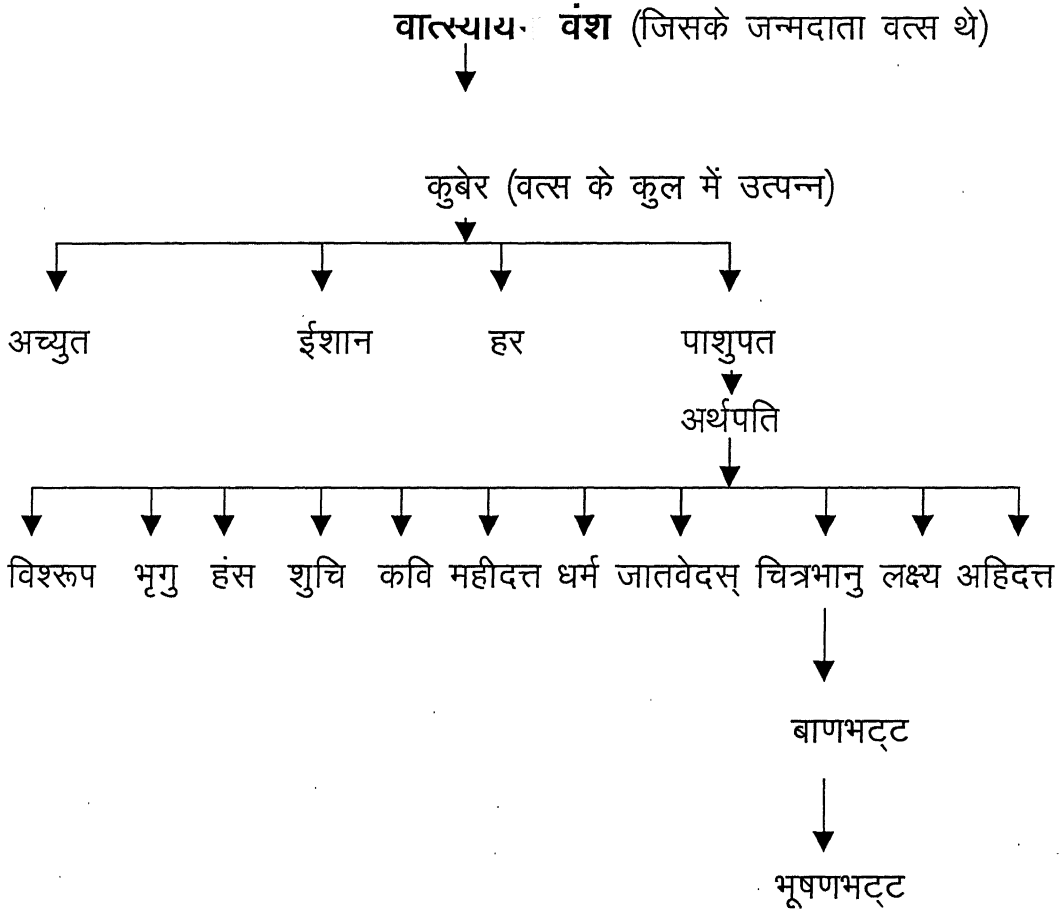 वात्स्याय वंश (जिसके जन्मदाता वत्स थे)
कुबेर (वत्स के कुल में उत्पन्न)
अच्युत ईशान हर पाशुपत
अर्थपति
विश्रूप भृगु हंस शुचि कवि महीदत्त धर्म जातवेदस् चित्रभानु लक्ष्य अहिदत्त
बाणभट्ट
भूषणभट्ट